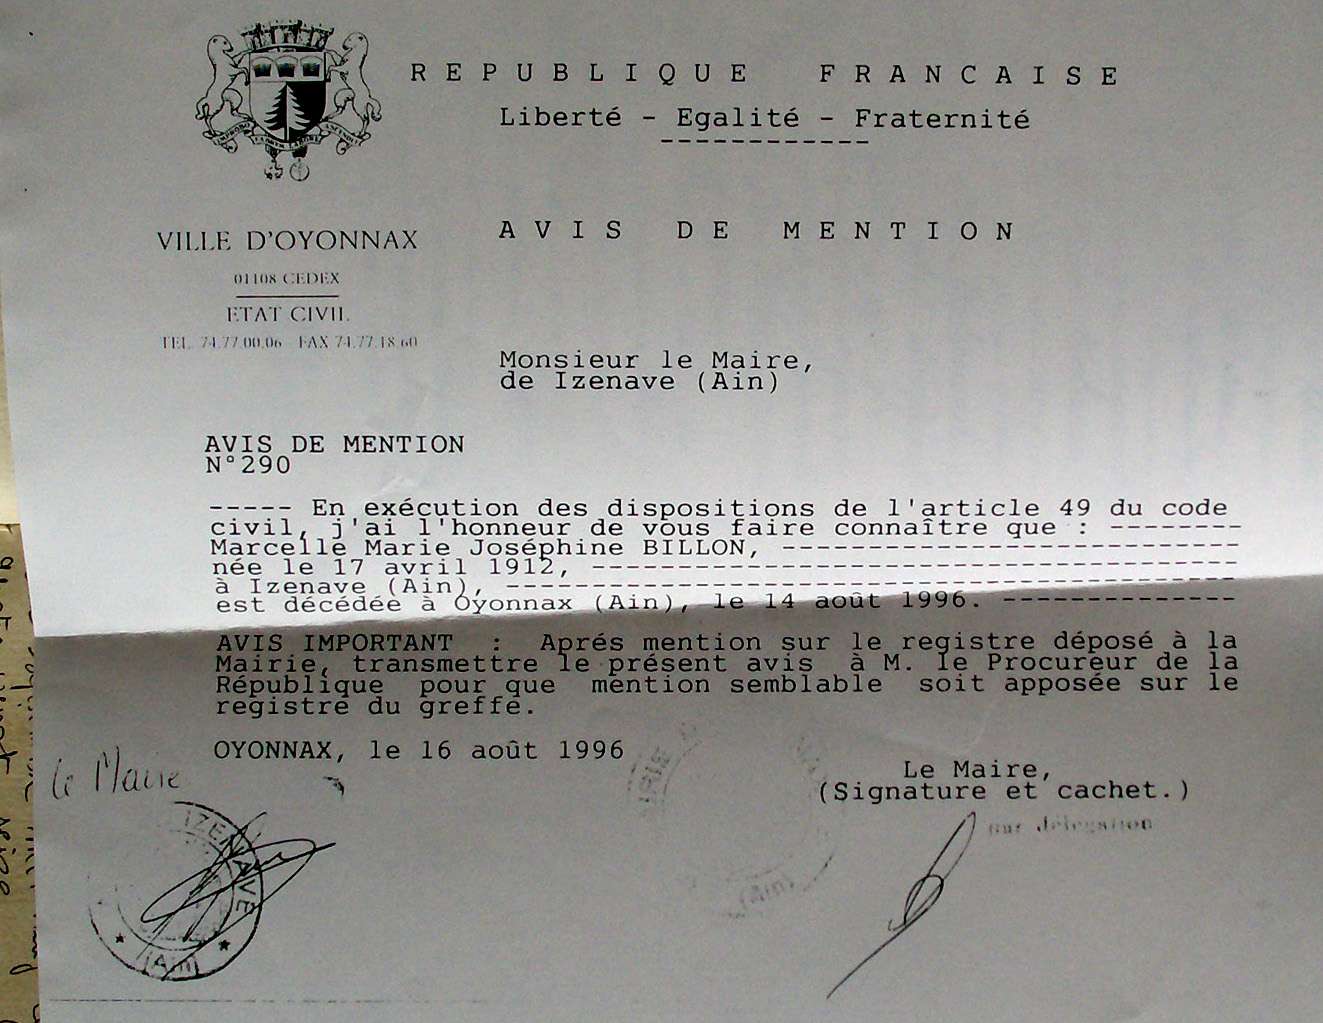 REPUBLIQUE FRANCAISE
Liberté - Egalité - Fraternité
------------
VILLE D'OYONNAX
01108 CEDEX
ETAT CIVIL
TEL. 74.77.00.06 FAX 74.77.18.60
AVIS DE MENTION
Monsieur le Maire,
de Izenave (Ain)
AVIS DE MENTION
N°290
----- En exécution des dispositions de l'article 49 du code
civil, j'ai l'honneur de vous faire connaître que : --------
Marcelle Marie Joséphine BILLON, ---------------------------
née le 17 avril 1912, --------------------------------------
à Izenave (Ain), -------------------------------------------
est décédée à Oyonnax (Ain), le 14 août 1996. --------------
AVIS IMPORTANT : Aprés mention sur le registre déposé à la
Mairie, transmettre le présent avis à M. le Procureur de la
République pour que mention semblable soit apposée sur le
registre du greffe.
OYONNAX, le 16 août 1996
Le Maire,
(Signature et cachet.)
par délégation
Le Maire
IZENAVE
(Ain)
(Ain)